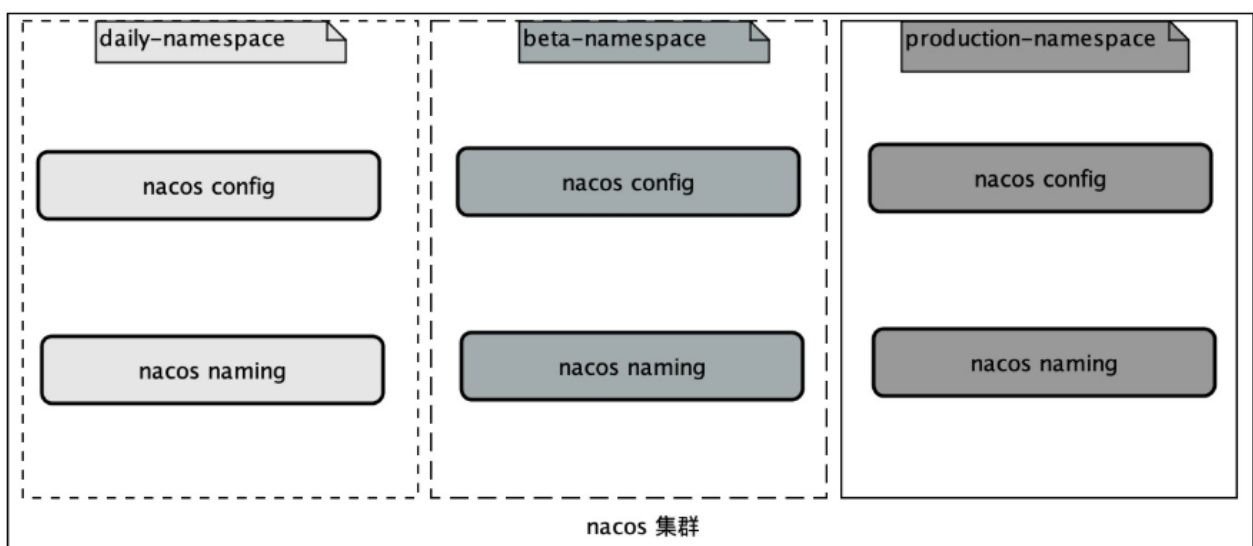 daily-namespace
beta-namespace
production-namespace
nacos config
nacos config
nacos config
nacos naming
nacos naming
nacos naming
nacos 集群